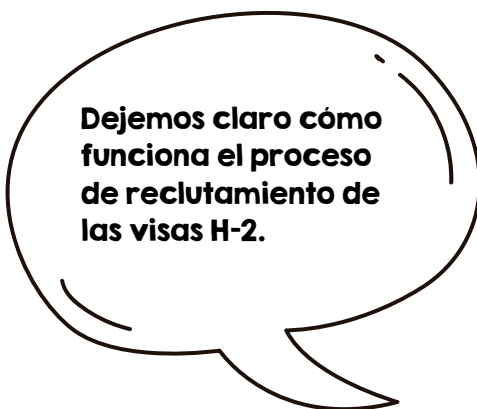 Dejemos claro cómo
funciona el proceso
de reclutamiento de
las visas H-2.